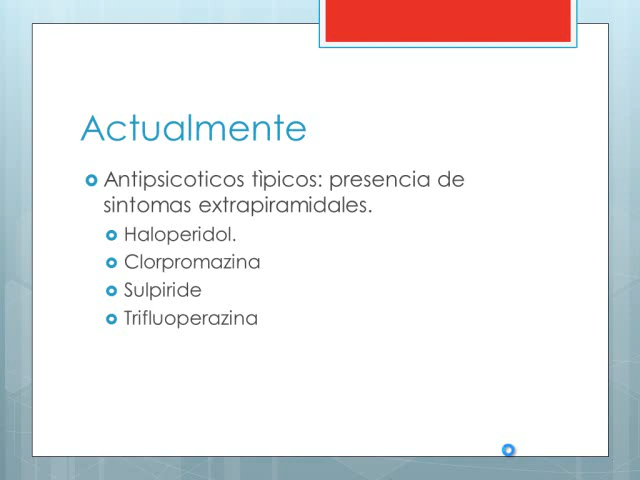 Actualmente
Antipsicoticos tìpicos: presencia de
sintomas extrapiramidales.
Haloperidol.
Clorpromazina
Sulpiride
Trifluoperazina